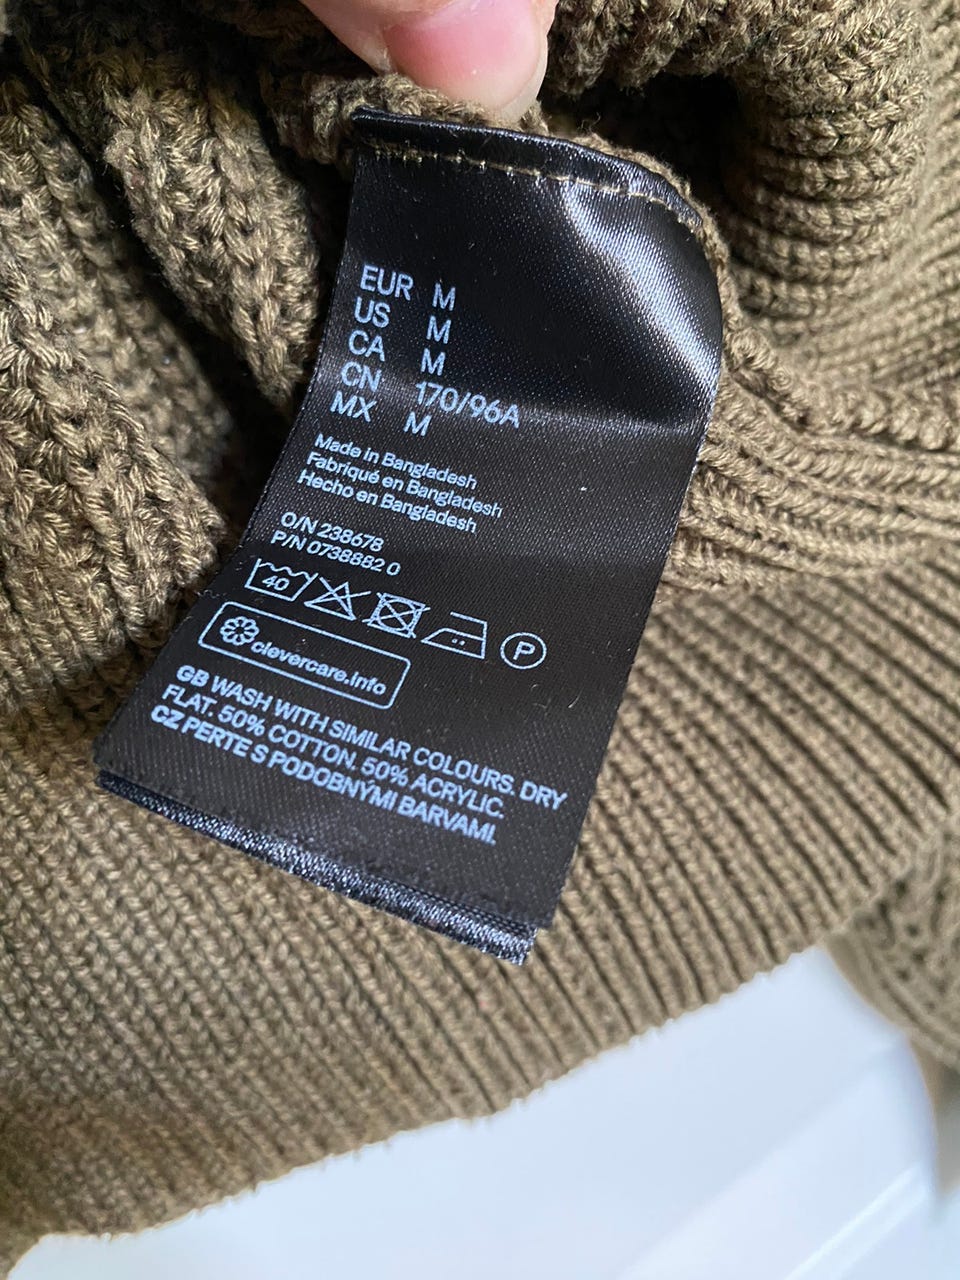 EUR M
US M
CA M
CN 170/96A
MX M
Made in Bangladesh
Fabriqué en Bangladesh
Hecho en Bangladesh
O/N 238678
P/N 0738882 0
40 P
clevercare.info
GB WASH WITH SIMILAR COLOURS. DRY
FLAT. 50% COTTON. 50% ACRYLIC.
CZ PERTE S PODOBNÝMI BARVAMI.